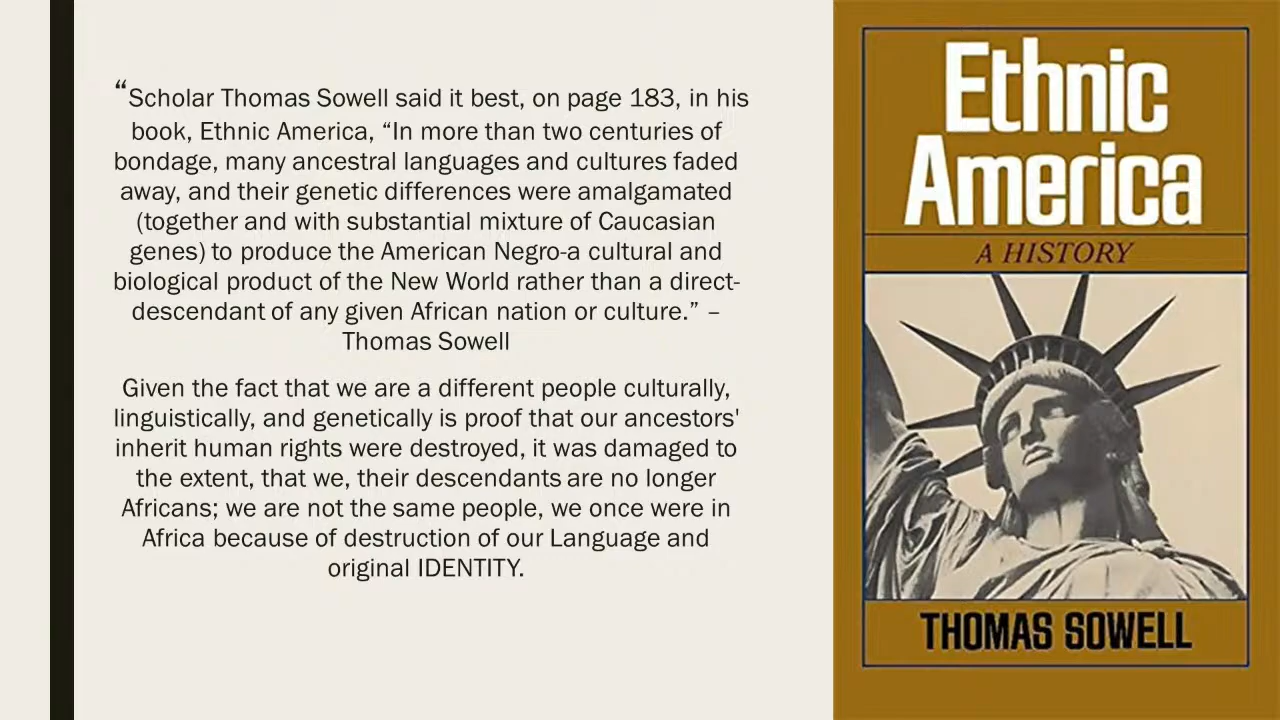 “Scholar Thomas Sowell said it best, on page 183, in his
book, Ethnic America, “In more than two centuries of
bondage, many ancestral languages and cultures faded
away, and their genetic differences were amalgamated
(together and with substantial mixture of Caucasian
genes) to produce the American Negro-a cultural and
biological product of the New World rather than a direct-
descendant of any given African nation or culture.” –
Thomas Sowell
Given the fact that we are a different people culturally,
linguistically, and genetically is proof that our ancestors'
inherit human rights were destroyed, it was damaged to
the extent, that we, their descendants are no longer
Africans; we are not the same people, we once were in
Africa because of destruction of our Language and
original IDENTITY.
Ethnic
America
A HISTORY
THOMAS SOWELL